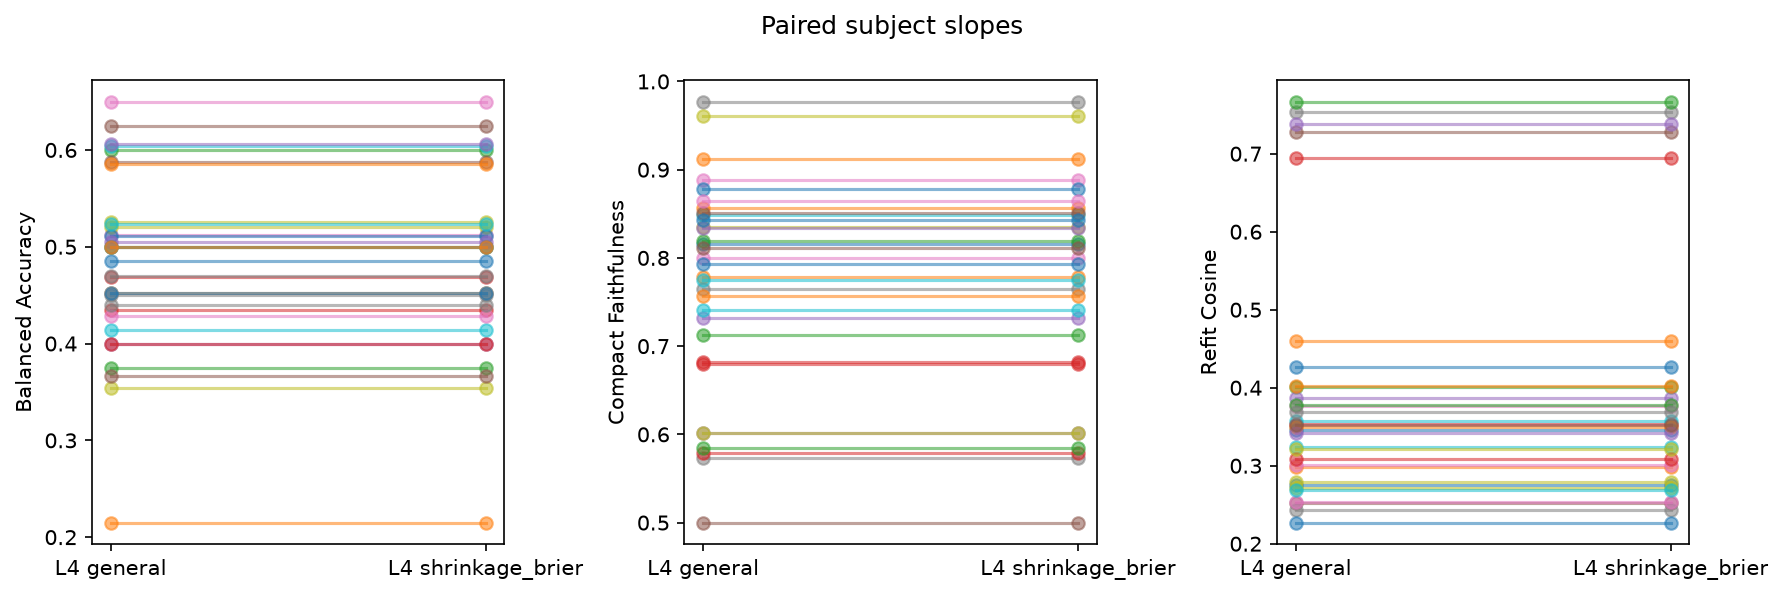 Paired subject slopes
Balanced Accuracy
0.6
0.5
0.4
0.3
0.2
L4 general
L4 shrinkage_brier
Compact Faithfulness
1.0
0.9
0.8
0.7
0.6
0.5
L4 general
L4 shrinkage_brier
Refit Cosine
0.7
0.6
0.5
0.4
0.3
0.2
L4 general
L4 shrinkage_brier